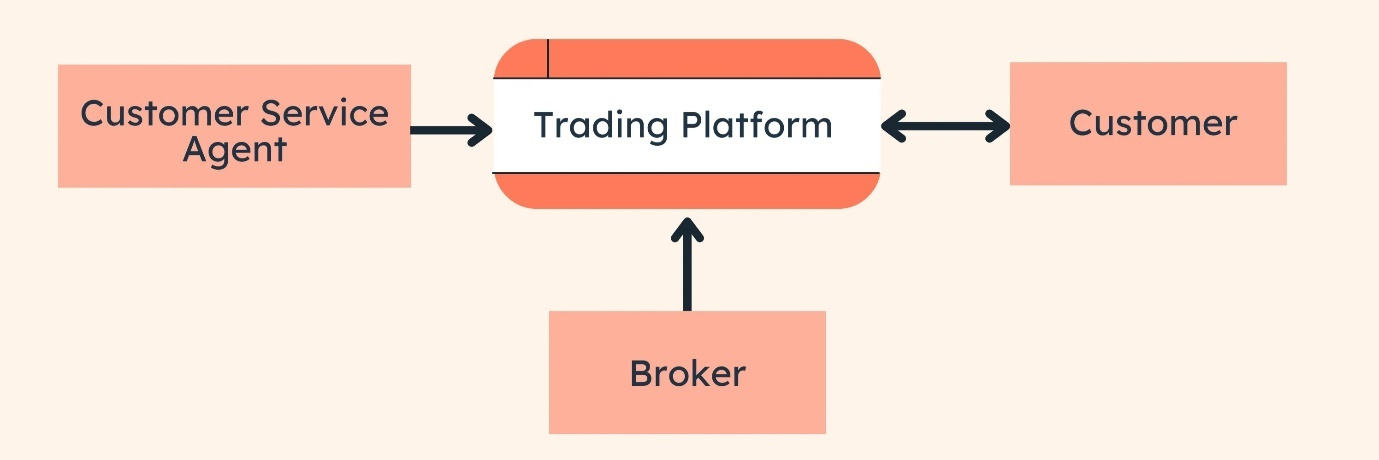 Customer Service
Agent
Trading Platform
Customer
Broker